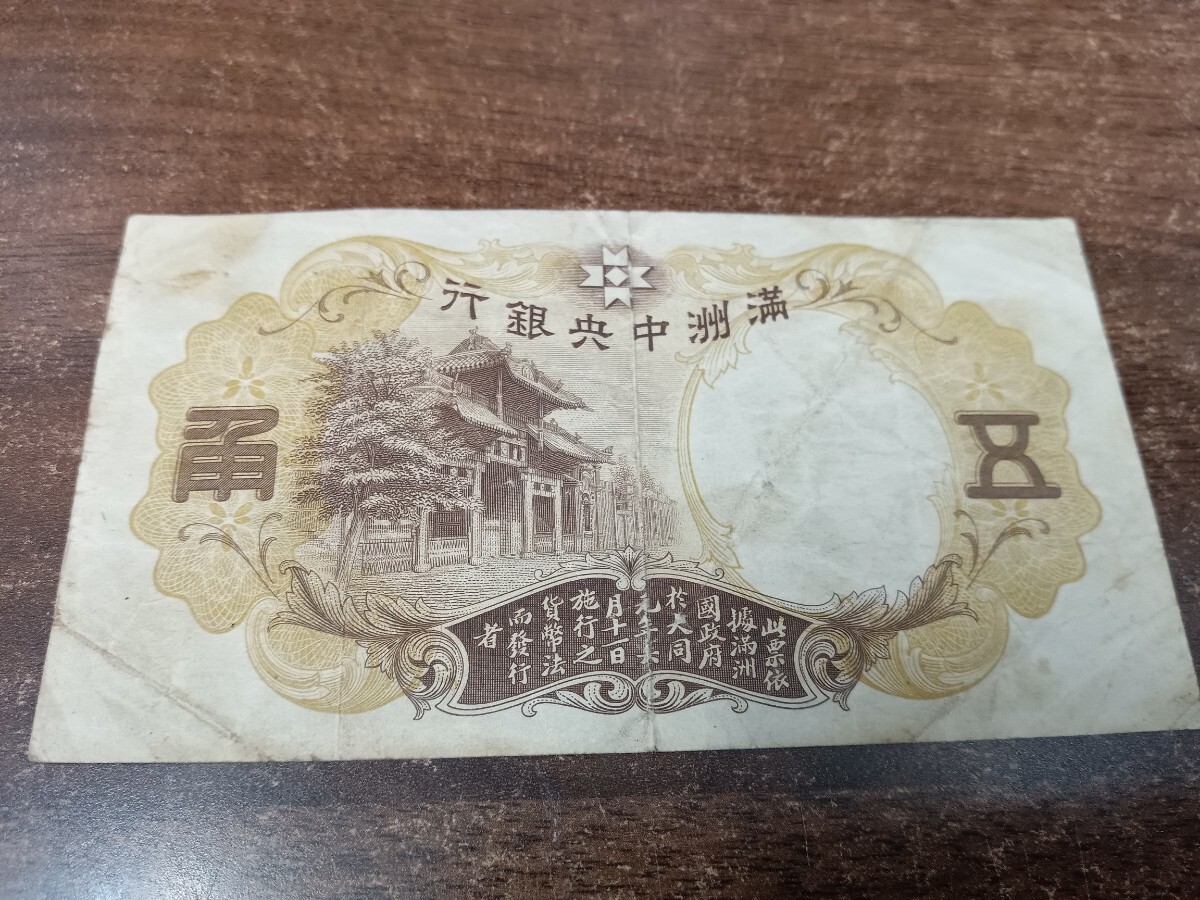 滿洲中央銀行
五角
此票依
據滿洲
國政府
於大同
元年六
月十一日
施行之
貨幣法
而發行
者